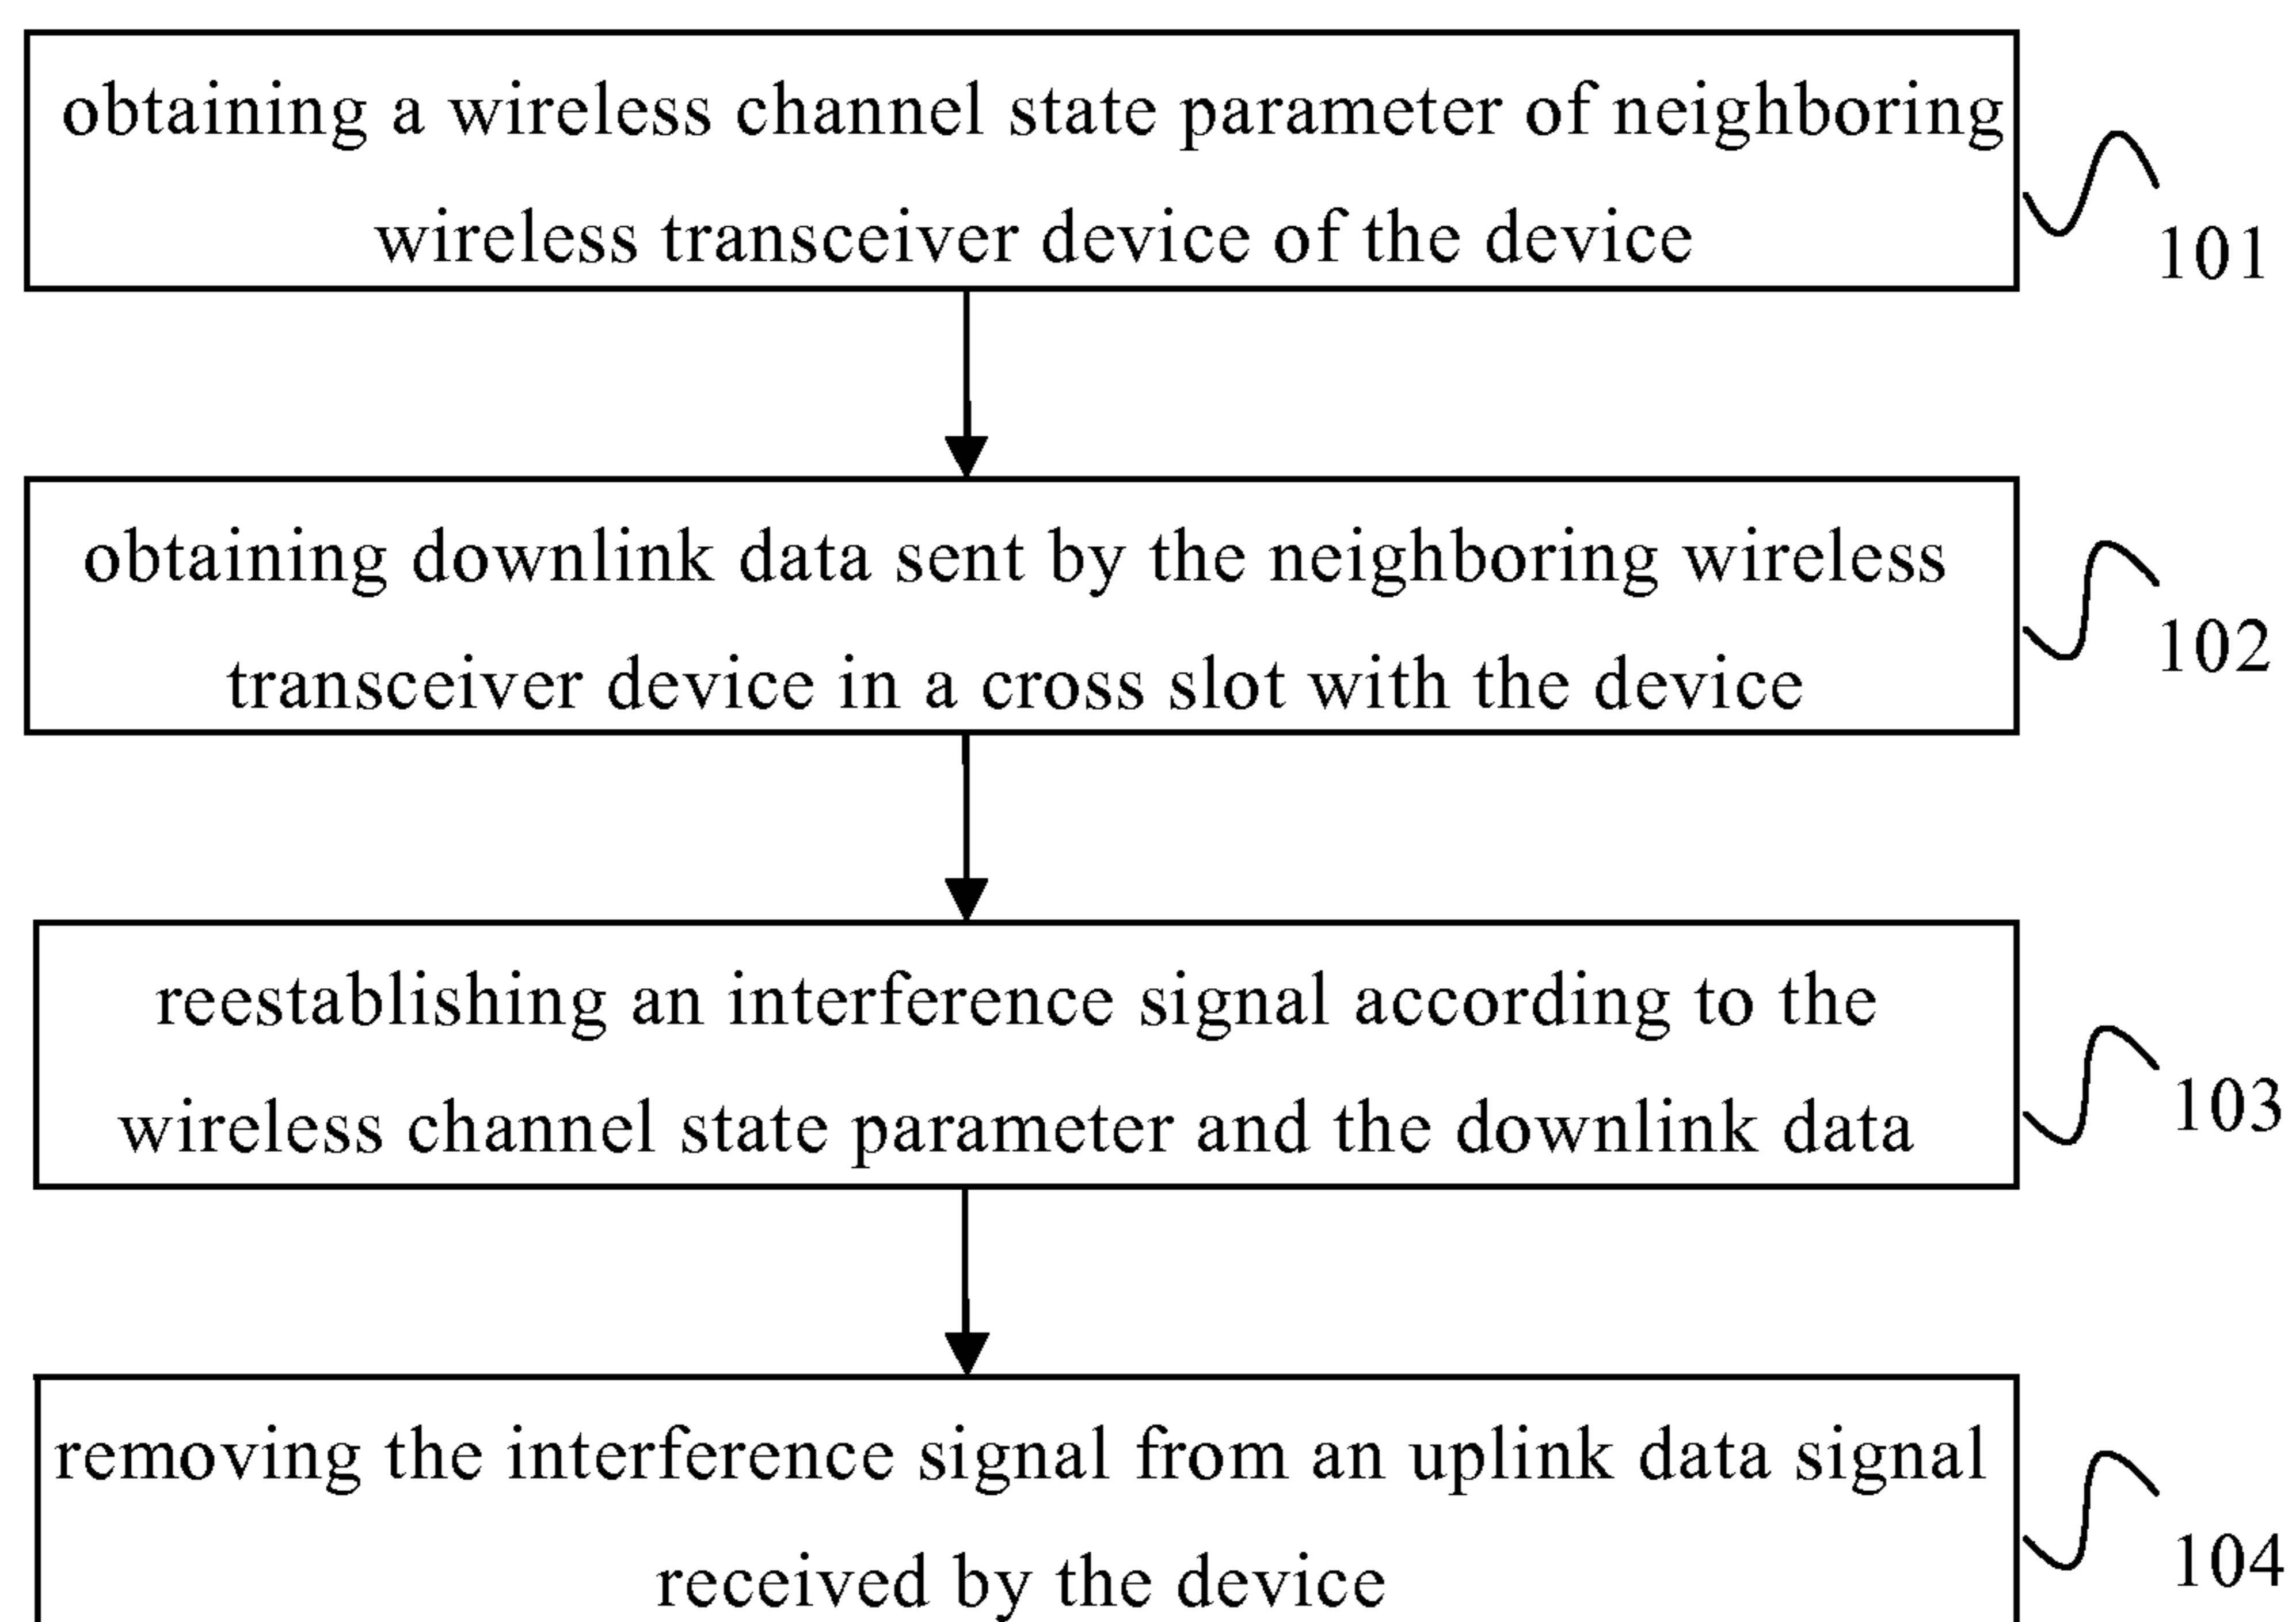 obtaining a wireless channel state parameter of neighboring
wireless transceiver device of the device
101
obtaining downlink data sent by the neighboring wireless
transceiver device in a cross slot with the device
102
reestablishing an interference signal according to the
wireless channel state parameter and the downlink data
103
removing the interference signal from an uplink data signal
received by the device
104